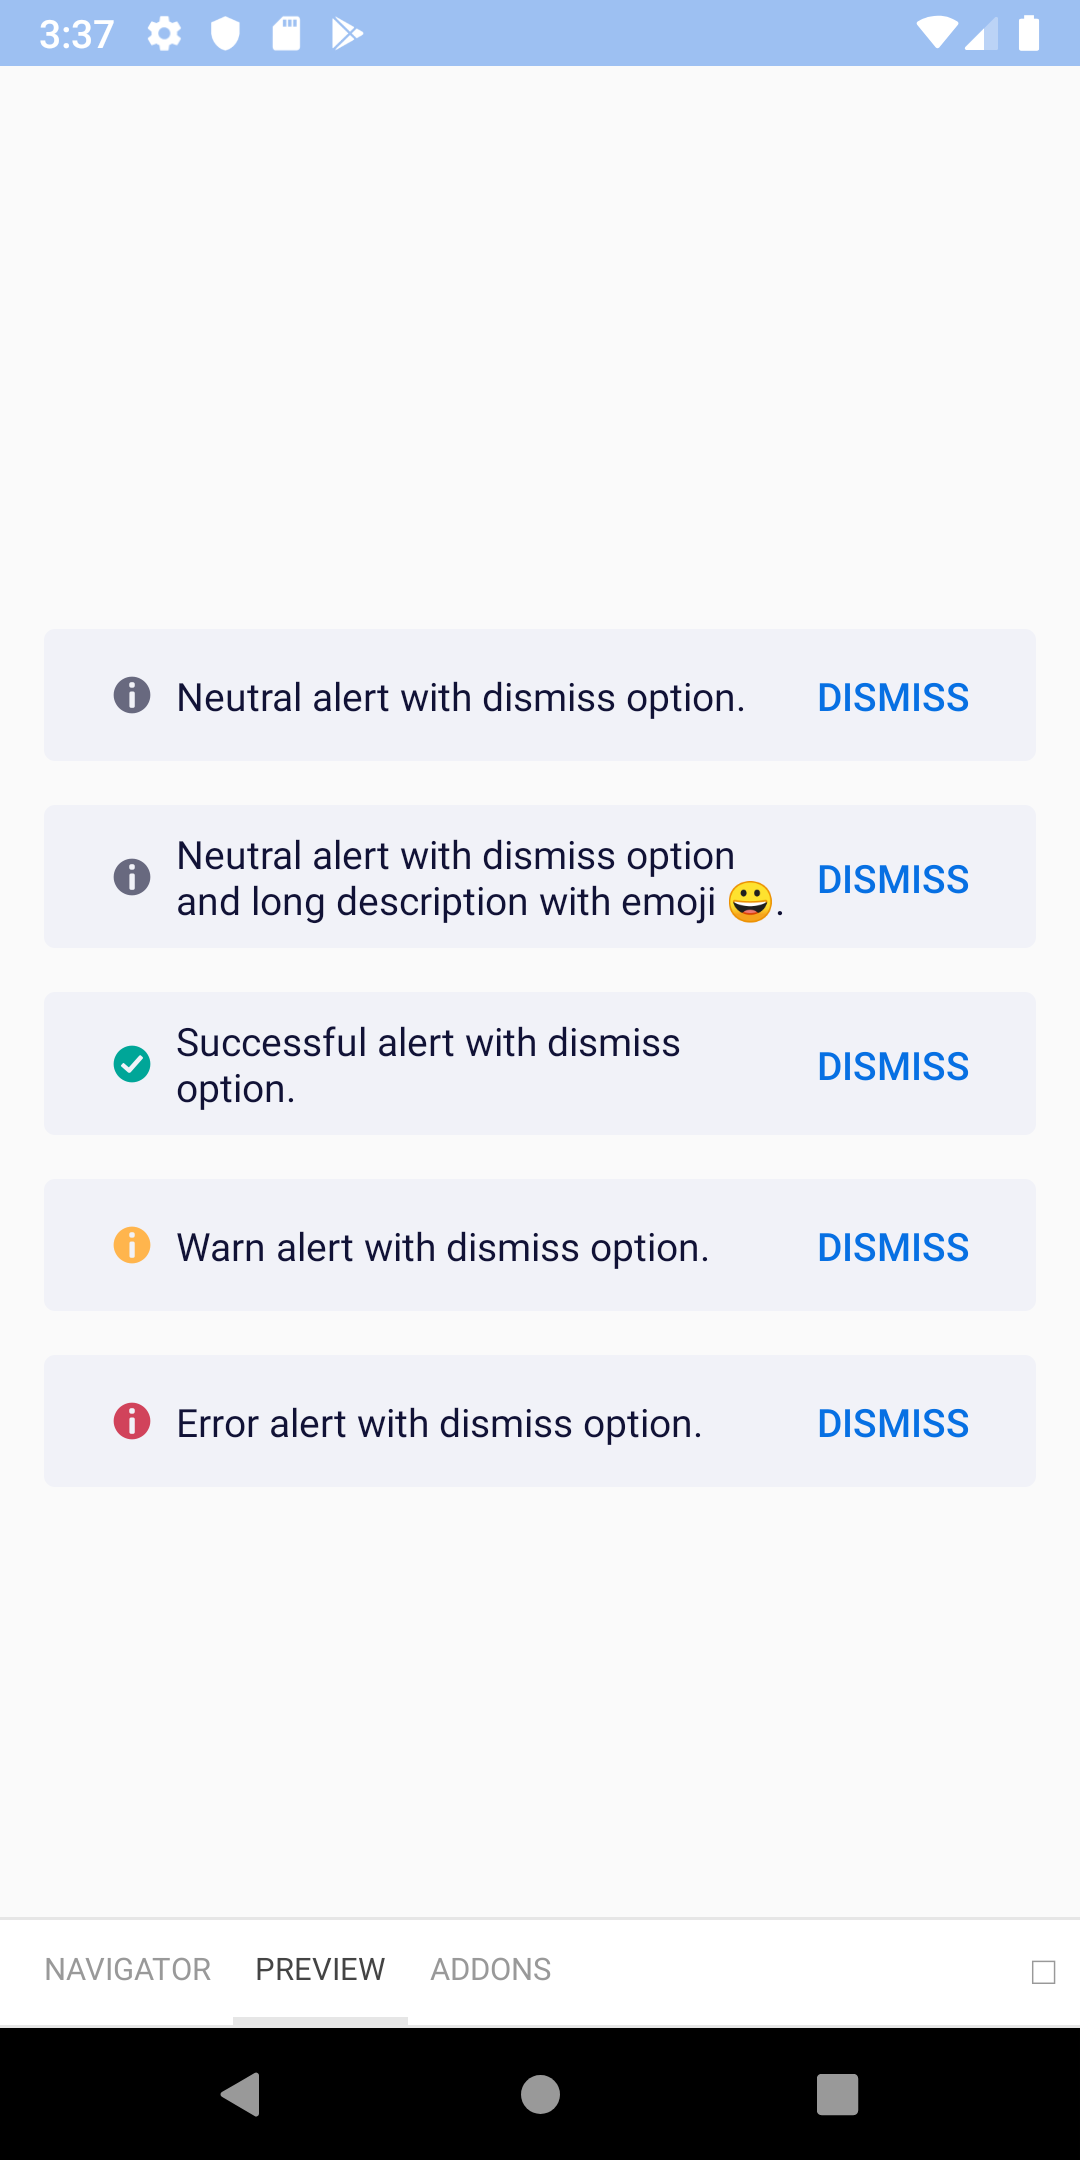 3:37
Neutral alert with dismiss option.
DISMISS
Neutral alert with dismiss option
and long description with emoji 😀.
DISMISS
Successful alert with dismiss
option.
DISMISS
Warn alert with dismiss option.
DISMISS
Error alert with dismiss option.
DISMISS
NAVIGATOR PREVIEW ADDONS